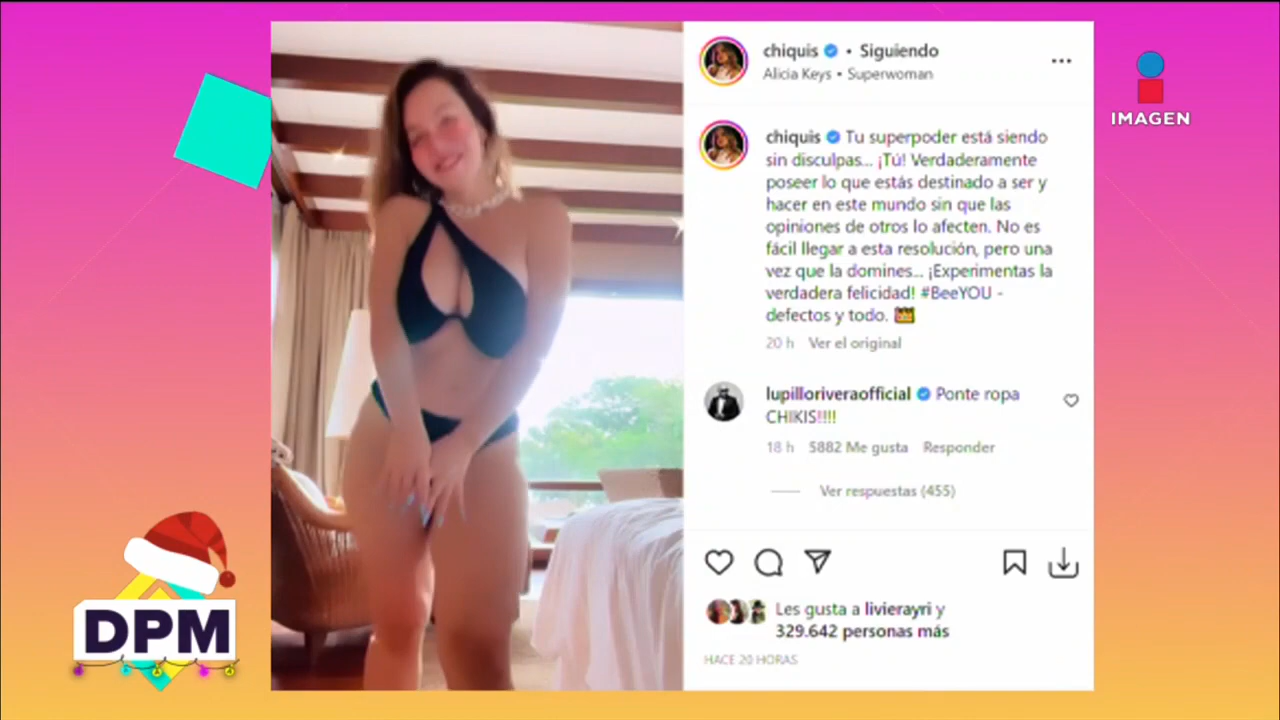 chiquis • Siguiendo
Alicia Keys • Superwoman
chiquis Tu superpoder está siendo
sin disculpas... ¡Tú! Verdaderamente
poseer lo que estás destinado a ser y
hacer en este mundo sin que las
opiniones de otros lo afecten. No es
fácil llegar a esta resolución, pero una
vez que la domines... ¡Experimentas la
verdadera felicidad! #BeeYOU -
defectos y todo.
20 h Ver el original
lupilloriveraofficial Ponte ropa
CHIKIS!!!!
18 h 5882 Me gusta Responder
Ver respuestas (455)
Les gusta a livierayri y
329.642 personas más
HACE 20 HORAS
IMAGEN
DPM